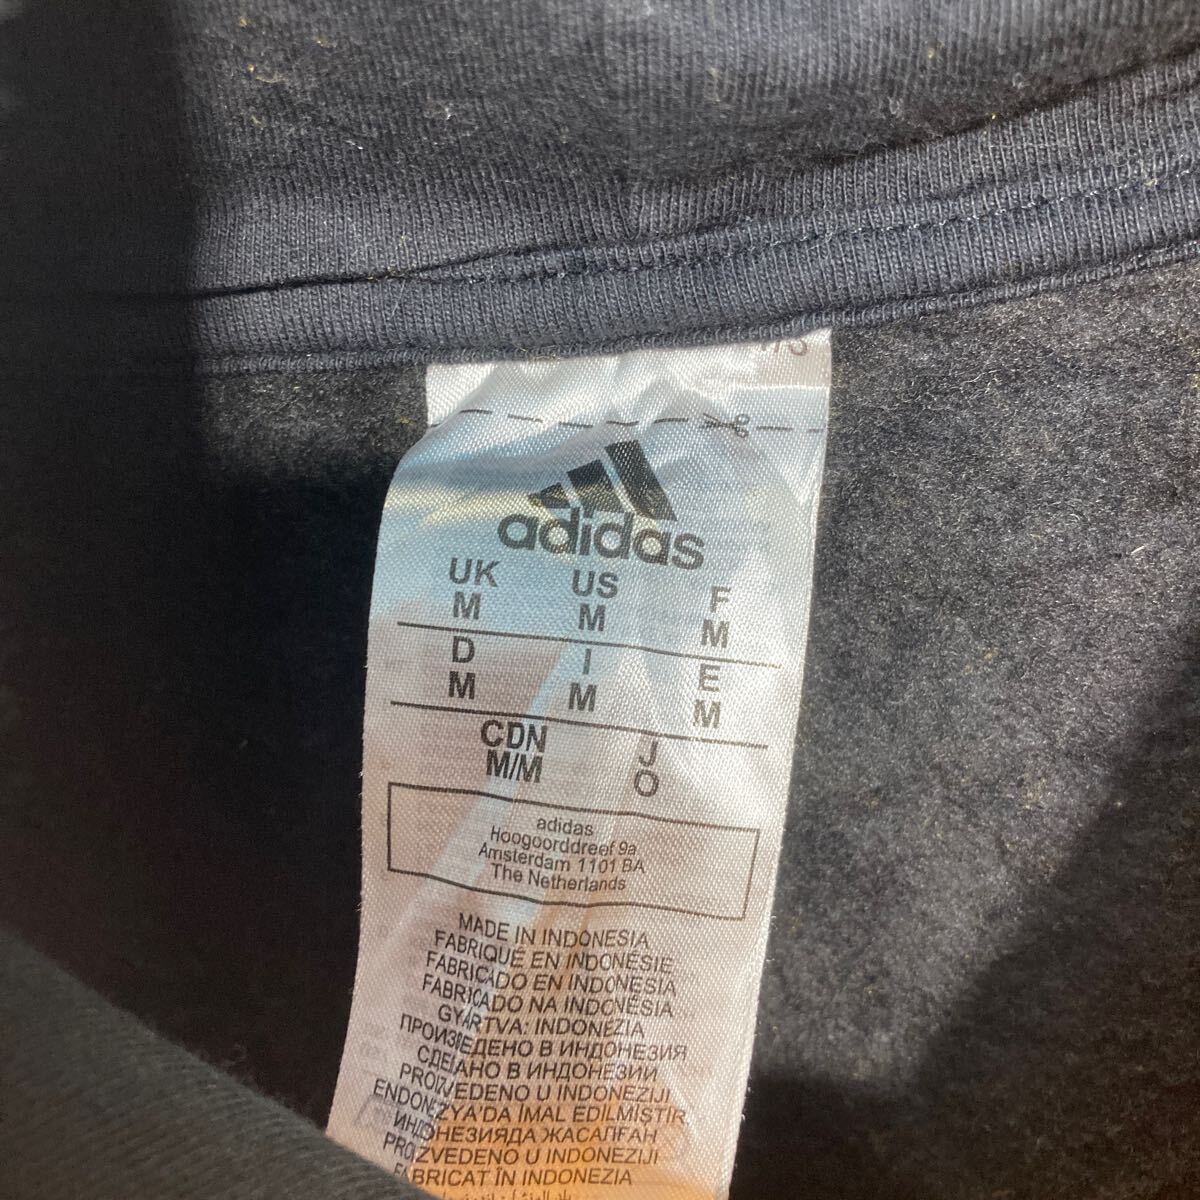 adidas
UK US F
M M M
D I E
M M M
CDN J
M/M O
adidas
Hoogoorddreef 9a
Amsterdam 1101 BA
The Netherlands
MADE IN INDONESIA
FABRIQUÉ EN INDONÉSIE
FABRICADO EN INDONESIA
FABRICADO NA INDONÉSIA
GYÁRTVA: INDONÉZIA
ПРОИЗВЕДЕНО В ИНДОНЕЗИЯ
СДЕЛАНО В ИНДОНЕЗИИ
PROIZVEDENO U INDONEZIJI
ENDONEZYA'DA İMAL EDİLMİŞTİR
ИНДОНЕЗИЯДА ЖАСАЛҒАН
PROIZVEDENO U INDONEZIJI
FABRICAT ÎN INDONEZIA